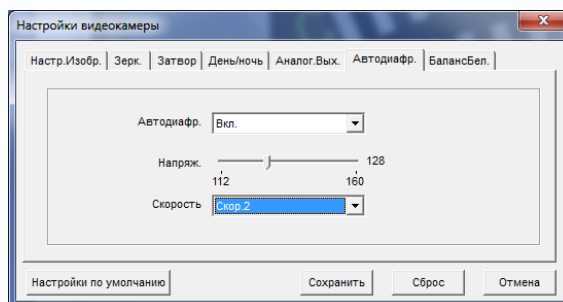 Настройки видеокамеры
Настр.Изобр. Зерк. Затвор День/ночь Аналог.Вых. Автодиафр. БалансБел.
Автодиафр. Вкл.
Напряж. 128
112 160
Скорость Скор.2
Настройки по умолчанию Сохранить Сброс Отмена